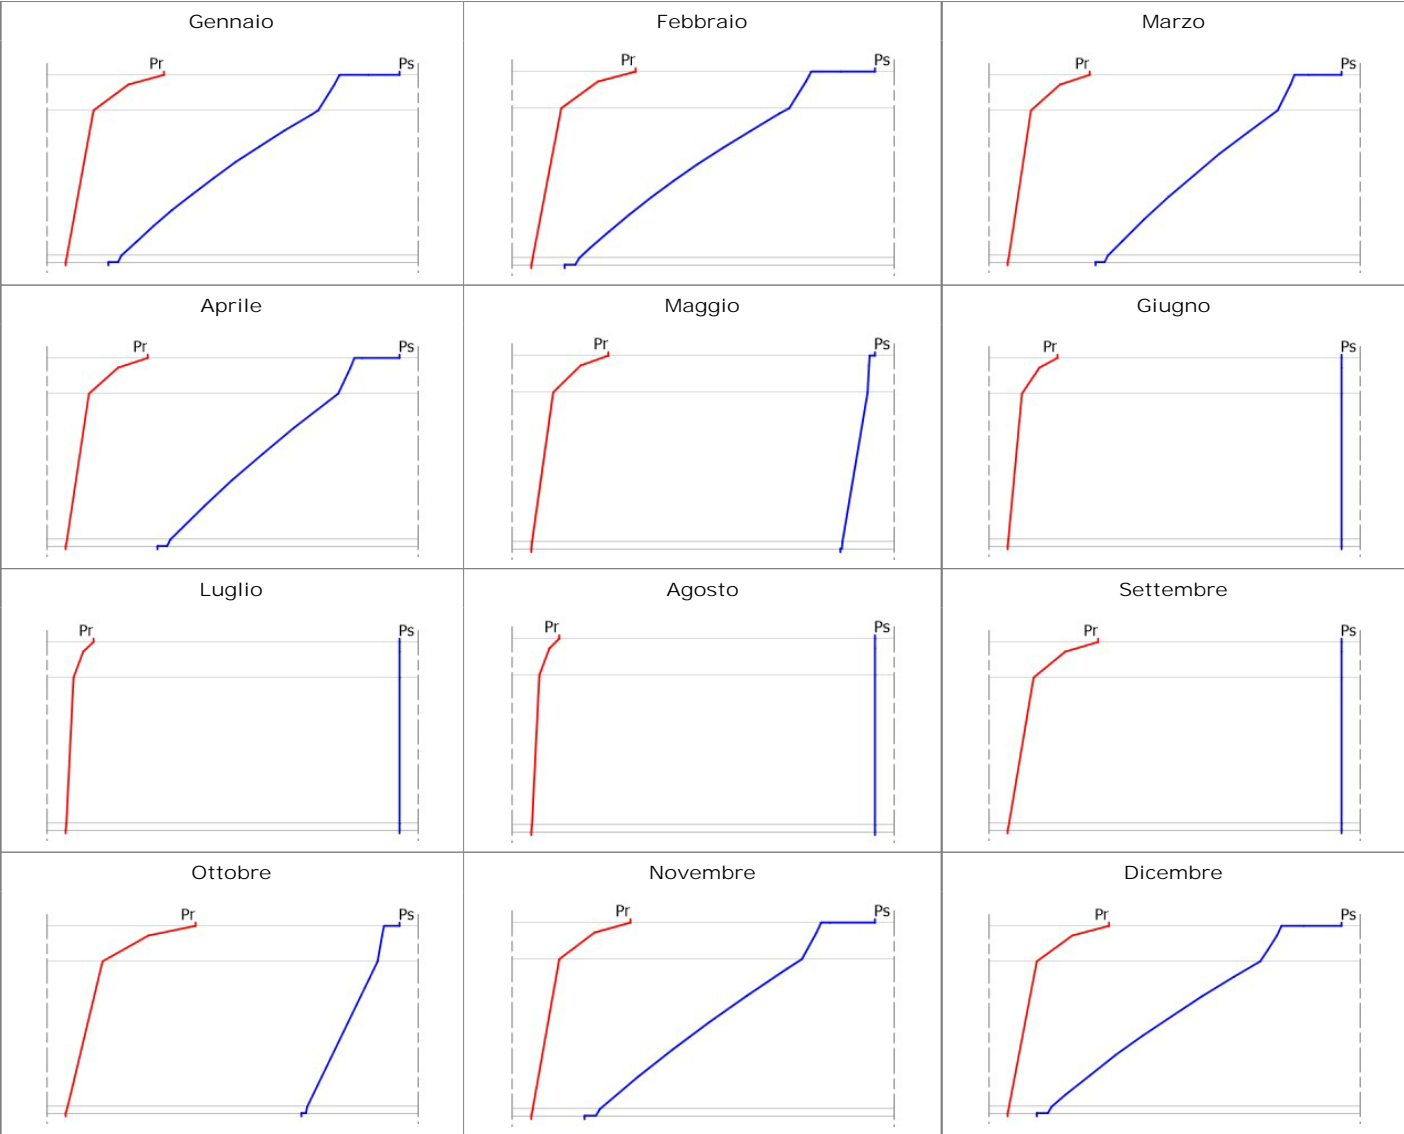 Gennaio
Febbraio
Marzo
Pr
Ps
Pr
Ps
Pr
Ps
Aprile
Maggio
Giugno
Pr
Ps
Pr
Ps
Pr
Ps
Luglio
Agosto
Settembre
Pr
Ps
Pr
Ps
Pr
Ps
Ottobre
Novembre
Dicembre
Pr
Ps
Pr
Ps
Pr
Ps